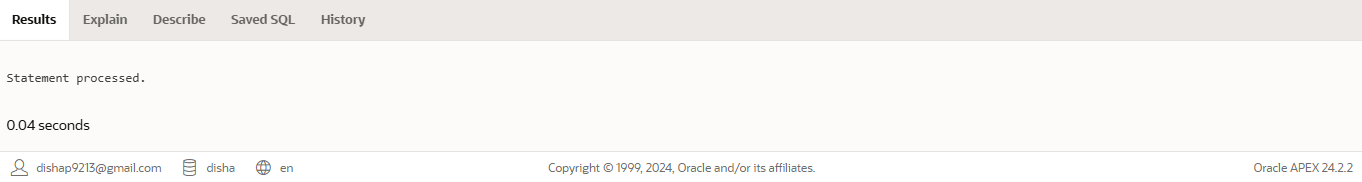 Results Explain Describe Saved SQL History
Statement processed.
0.04 seconds
dishap9213@gmail.com disha en Copyright © 1999, 2024, Oracle and/or its affiliates. Oracle APEX 24.2.2